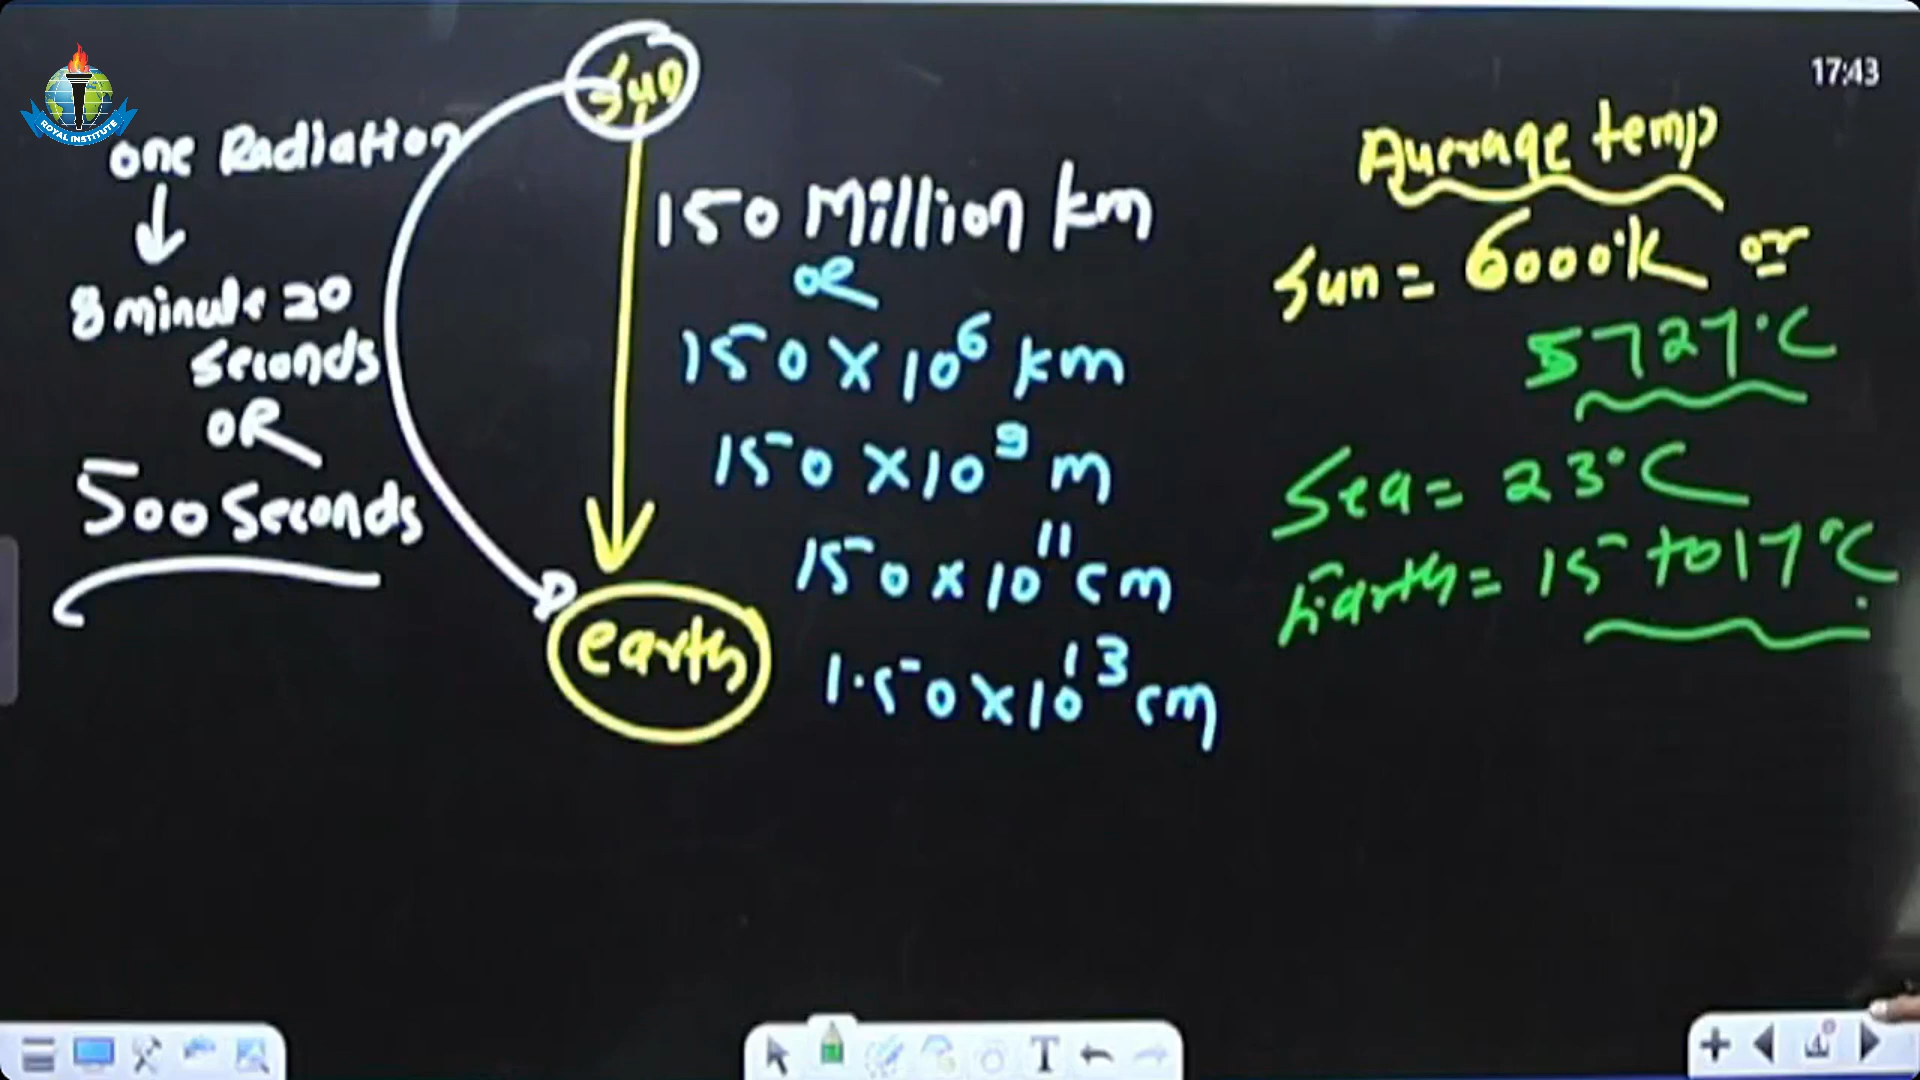 ROYAL INSTITUTE
17:43
sun
one Radiation
8 minute 20
seconds
OR
500 seconds
150 Million km
OR
150 × 10⁶ km
150 × 10⁹ m
150 × 10¹¹ cm
1.50 × 10¹³ cm
earth
Average temp
Sun = 6000°K or
5727°C
Sea = 23°C
Earth = 15 to 17°C
T